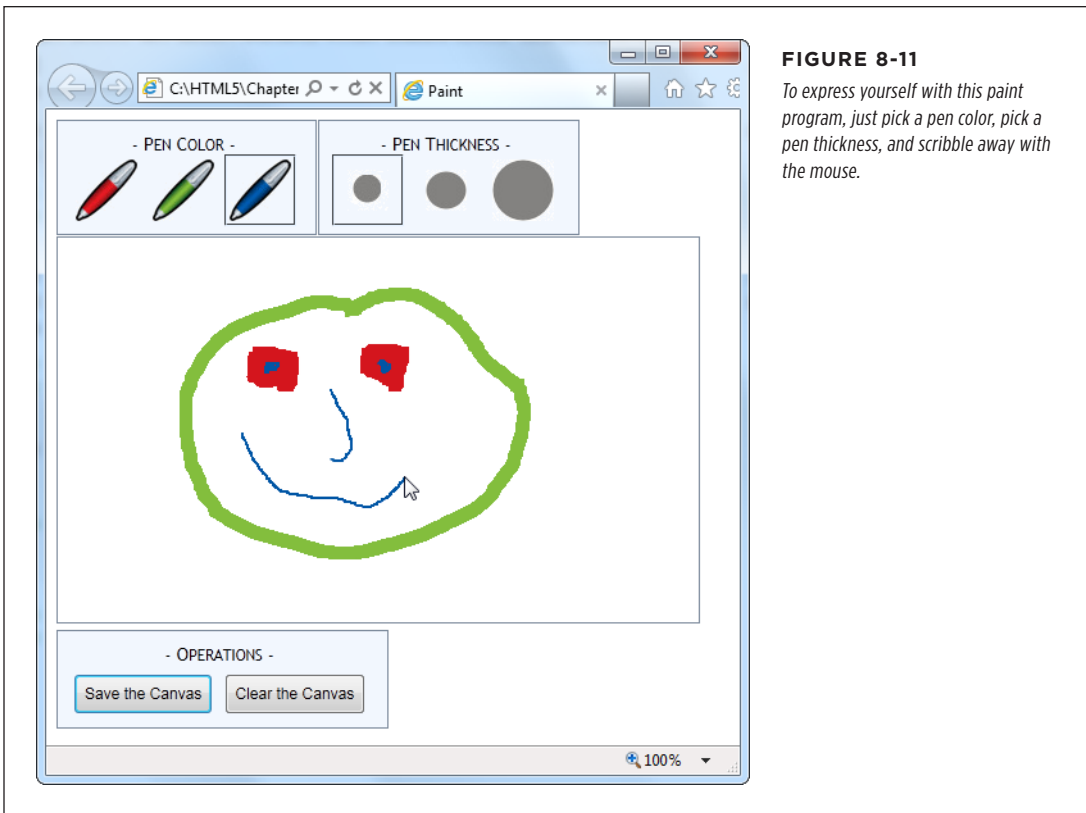 C:\HTML5\Chapter
Paint
- PEN COLOR -
- PEN THICKNESS -
- OPERATIONS -
Save the Canvas
Clear the Canvas
100%
FIGURE 8-11
To express yourself with this paint
program, just pick a pen color, pick a
pen thickness, and scribble away with
the mouse.